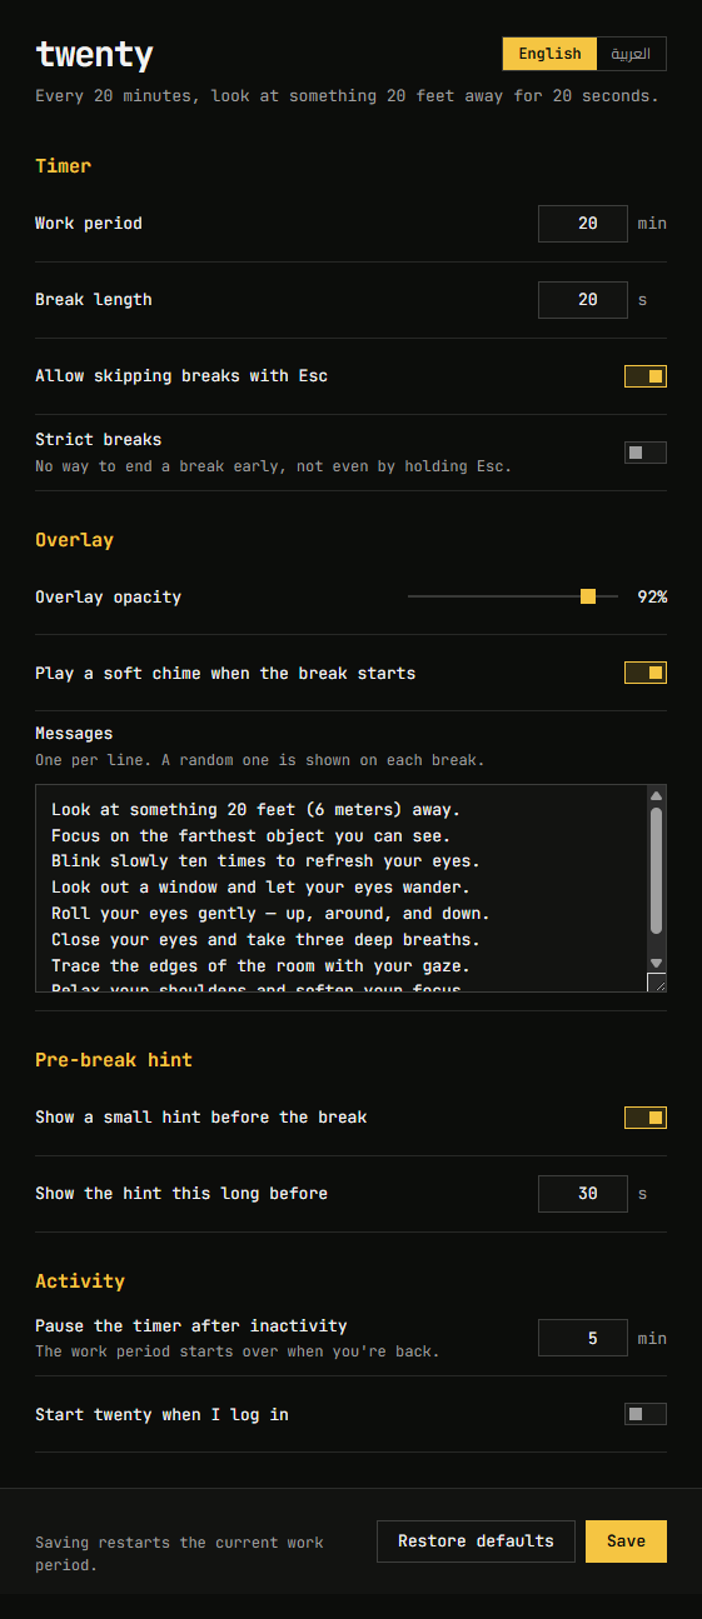 twenty
English
العربية
Every 20 minutes, look at something 20 feet away for 20 seconds.
Timer
Work period
20 min
Break length
20 s
Allow skipping breaks with Esc
Strict breaks
No way to end a break early, not even by holding Esc.
Overlay
Overlay opacity
92%
Play a soft chime when the break starts
Messages
One per line. A random one is shown on each break.
Look at something 20 feet (6 meters) away.
Focus on the farthest object you can see.
Blink slowly ten times to refresh your eyes.
Look out a window and let your eyes wander.
Roll your eyes gently — up, around, and down.
Close your eyes and take three deep breaths.
Trace the edges of the room with your gaze.
Relax your shoulders and soften your focus.
Pre-break hint
Show a small hint before the break
Show the hint this long before
30 s
Activity
Pause the timer after inactivity
The work period starts over when you're back.
5 min
Start twenty when I log in
Saving restarts the current work
period.
Restore defaults
Save